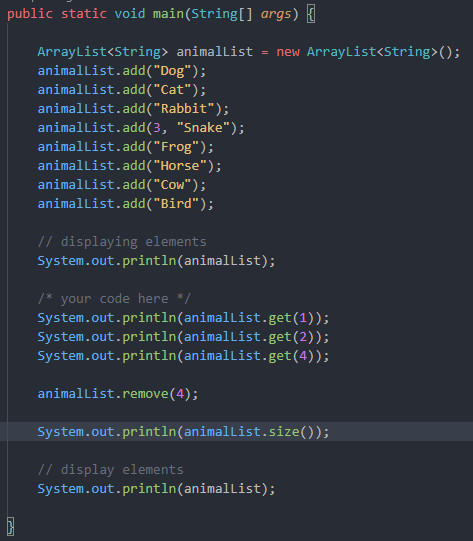 public static void main(String[] args) {
ArrayList<String> animalList = new ArrayList<String>();
animalList.add("Dog");
animalList.add("Cat");
animalList.add("Rabbit");
animalList.add(3, "Snake");
animalList.add("Frog");
animalList.add("Horse");
animalList.add("Cow");
animalList.add("Bird");
// displaying elements
System.out.println(animalList);
/* your code here */
System.out.println(animalList.get(1));
System.out.println(animalList.get(2));
System.out.println(animalList.get(4));
animalList.remove(4);
System.out.println(animalList.size());
// display elements
System.out.println(animalList);
}